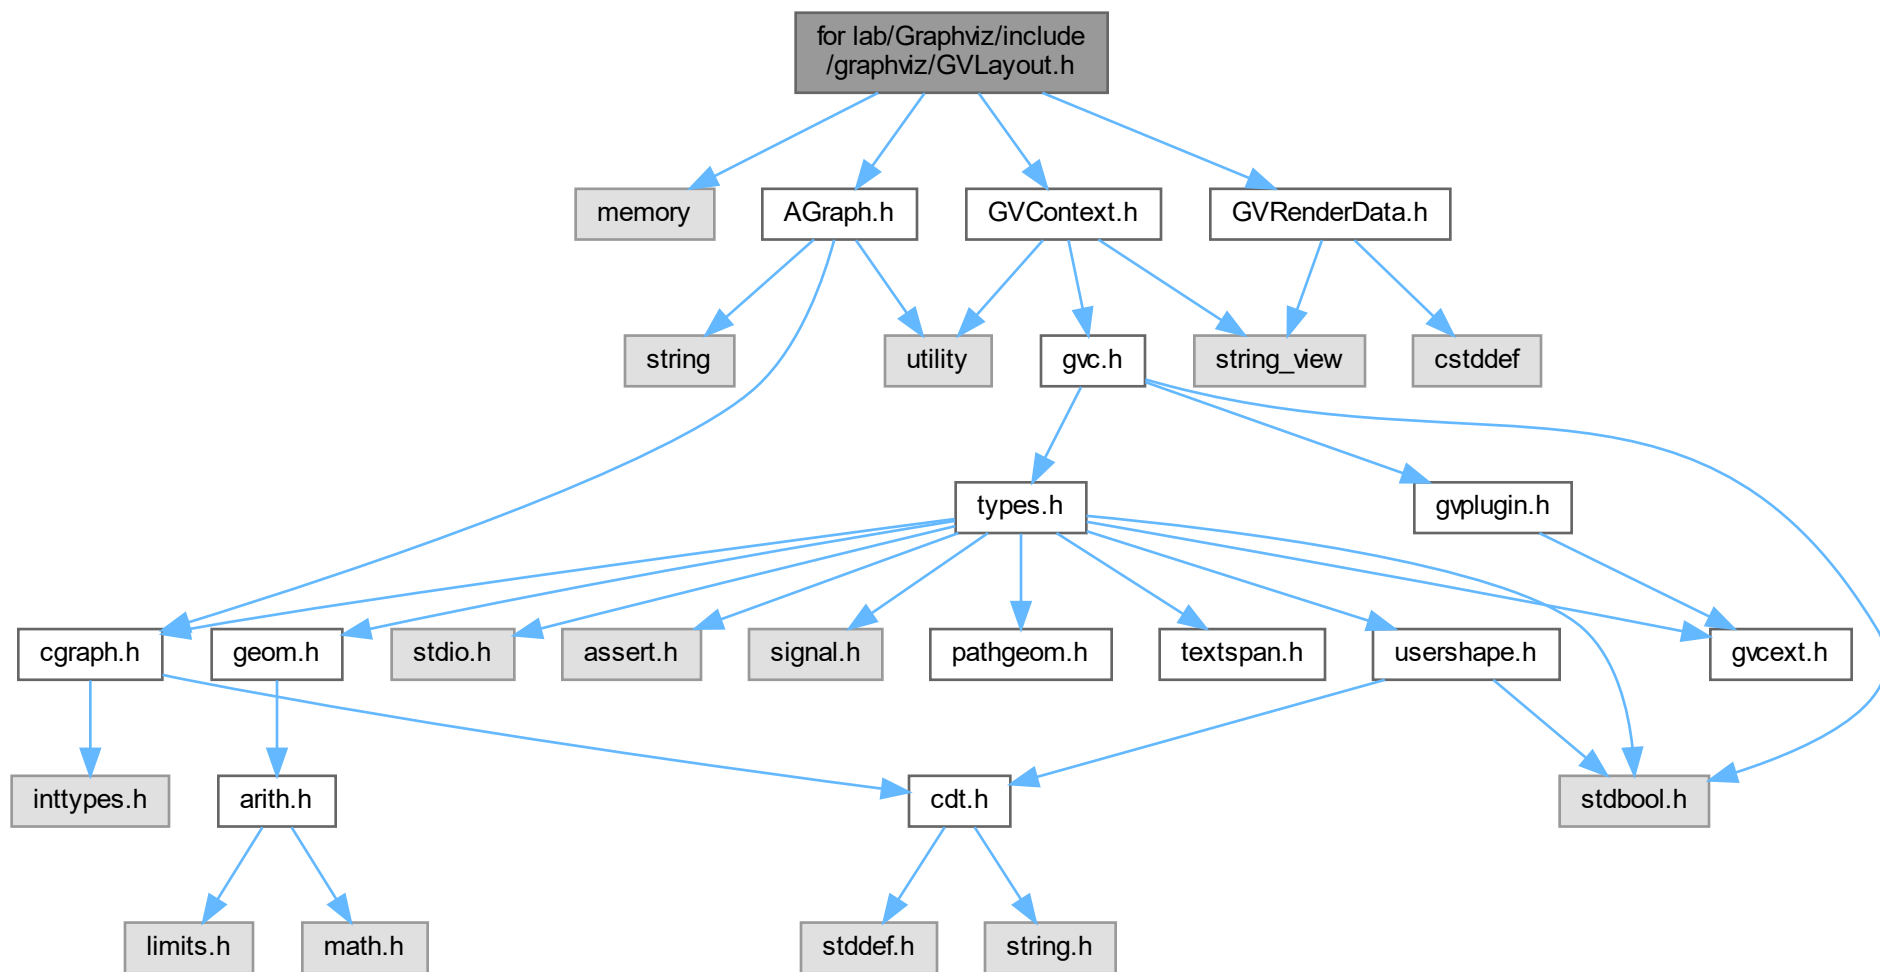 for lab/Graphviz/include
/graphviz/GVLayout.h
memory
AGraph.h
GVContext.h
GVRenderData.h
string
utility
gvc.h
string_view
cstddef
types.h
gvplugin.h
cgraph.h
geom.h
stdio.h
assert.h
signal.h
pathgeom.h
textspan.h
usershape.h
gvcext.h
inttypes.h
arith.h
cdt.h
stdbool.h
limits.h
math.h
stddef.h
string.h